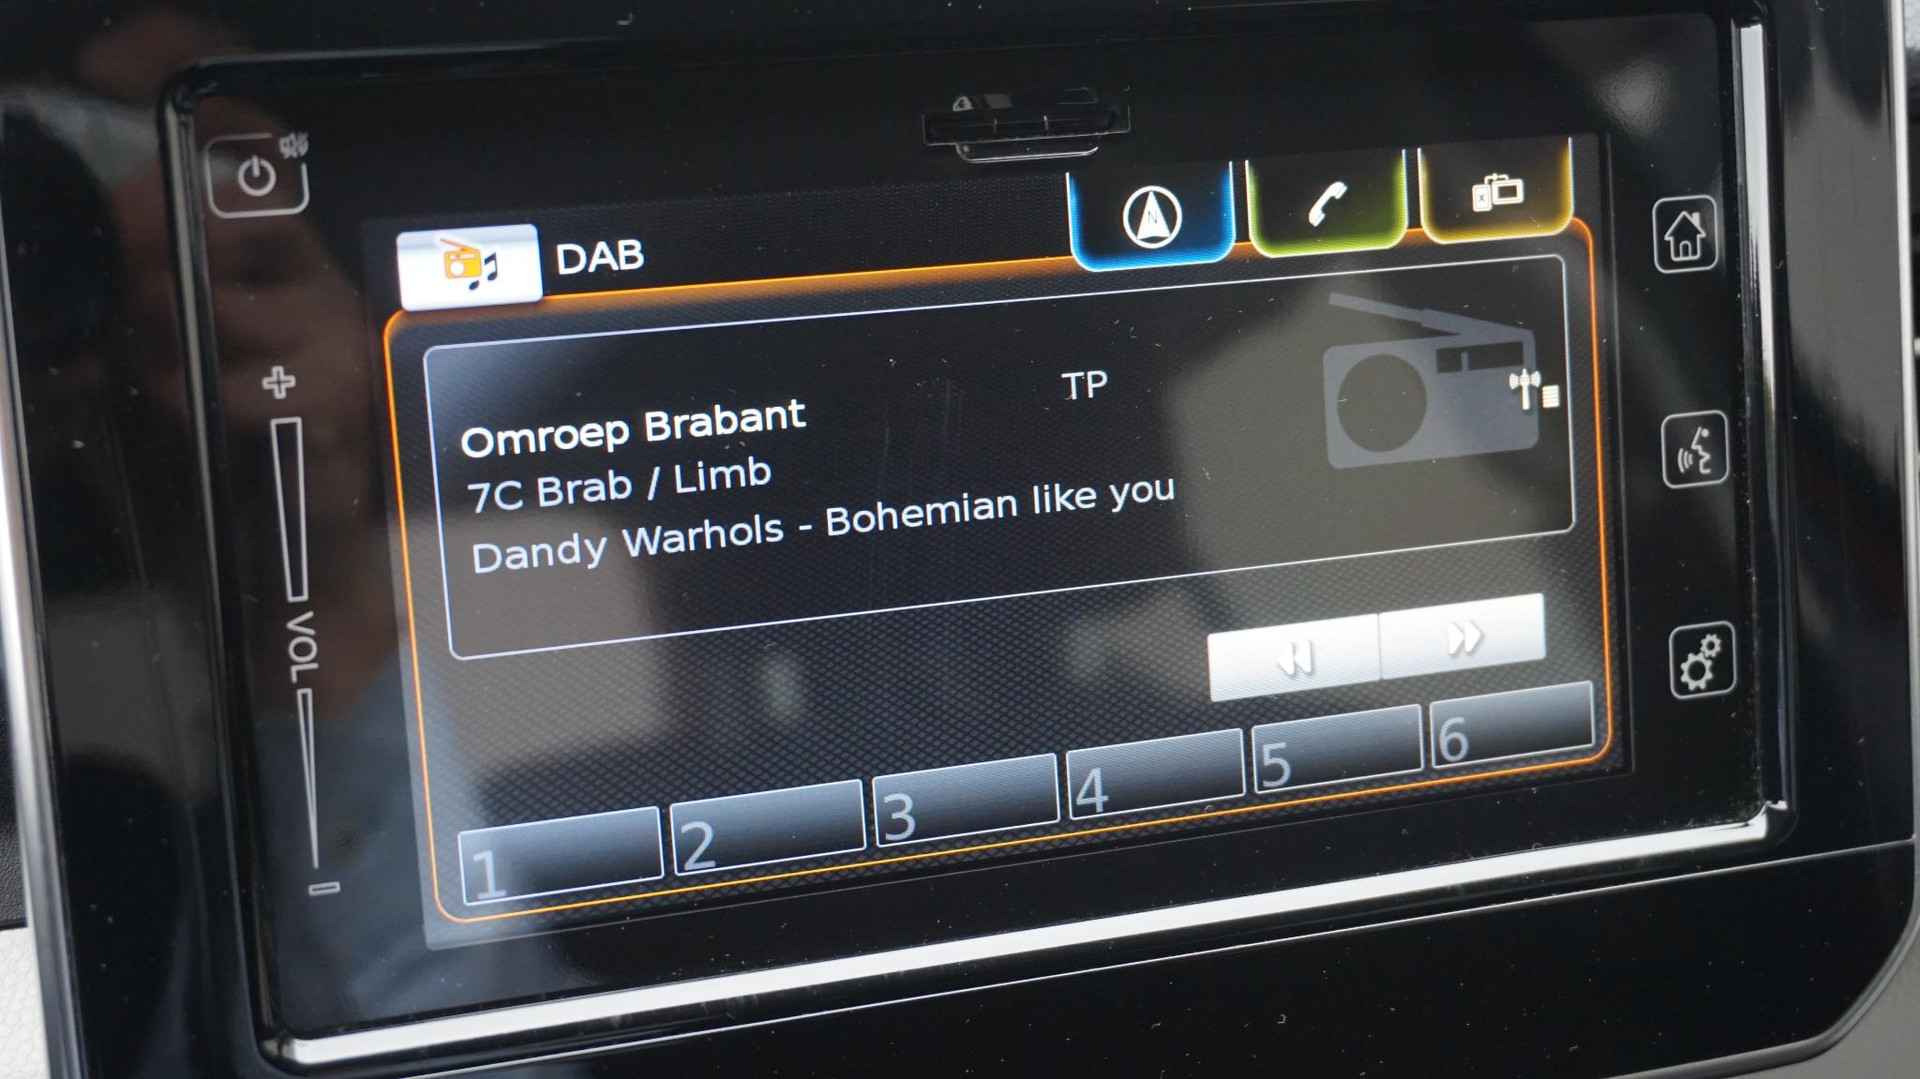 DAB
N
TP
Omroep Brabant
7C Brab / Limb
Dandy Warhols - Bohemian like you
VOL
1 2 3 4 5 6